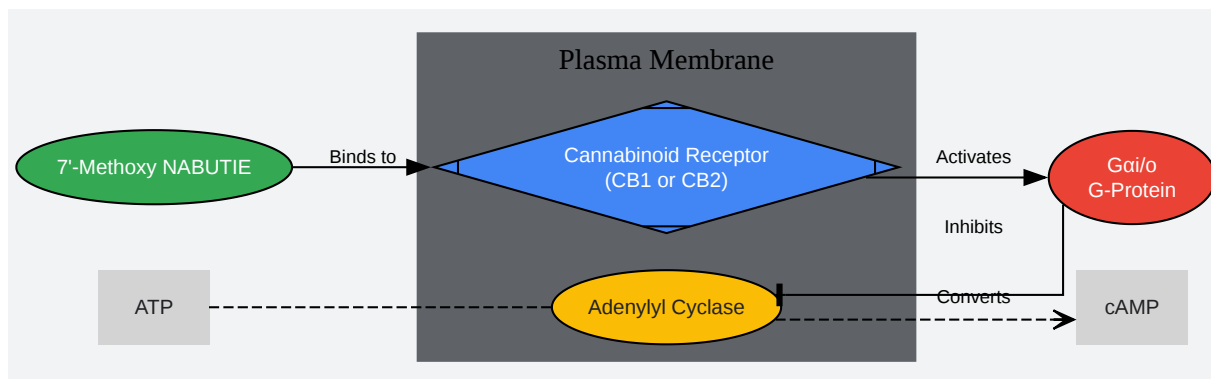 Plasma Membrane
7'-Methoxy NABUTIE
Binds to
Cannabinoid Receptor
(CB1 or CB2)
Activates
Gαi/o
G-Protein
Inhibits
ATP
Adenylyl Cyclase
Converts
cAMP